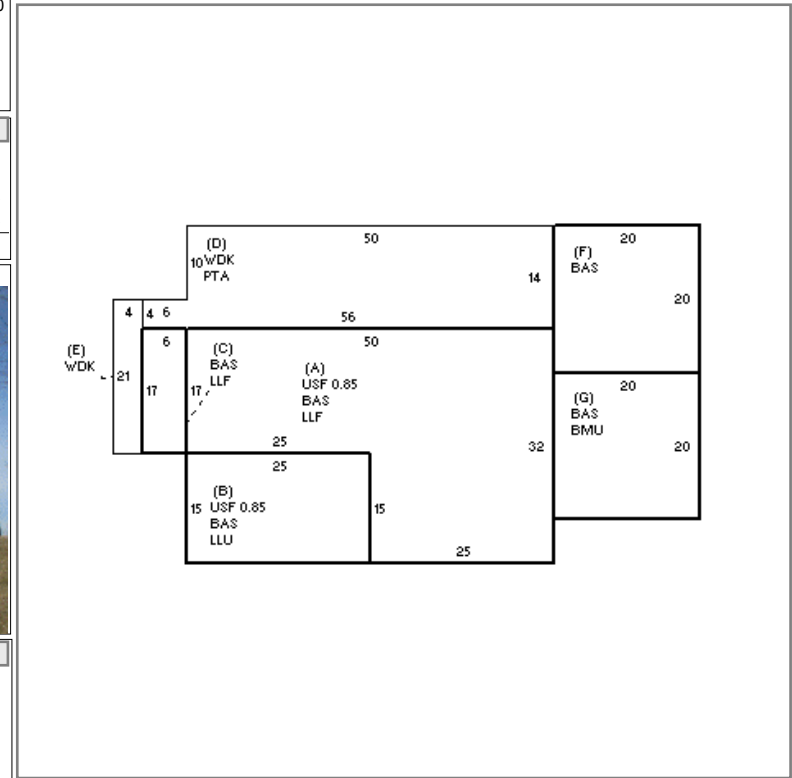 50
(D)
10 WDK
PTA
14
20
(F)
BAS
20
4
4 6
56
(E)
WDK
21
6
17
17
(C)
BAS
LLF
50
(A)
USF 0.85
BAS
LLF
32
25
25
(B)
15 USF 0.85
BAS
LLU
15
25
20
(G)
BAS
BMU
20